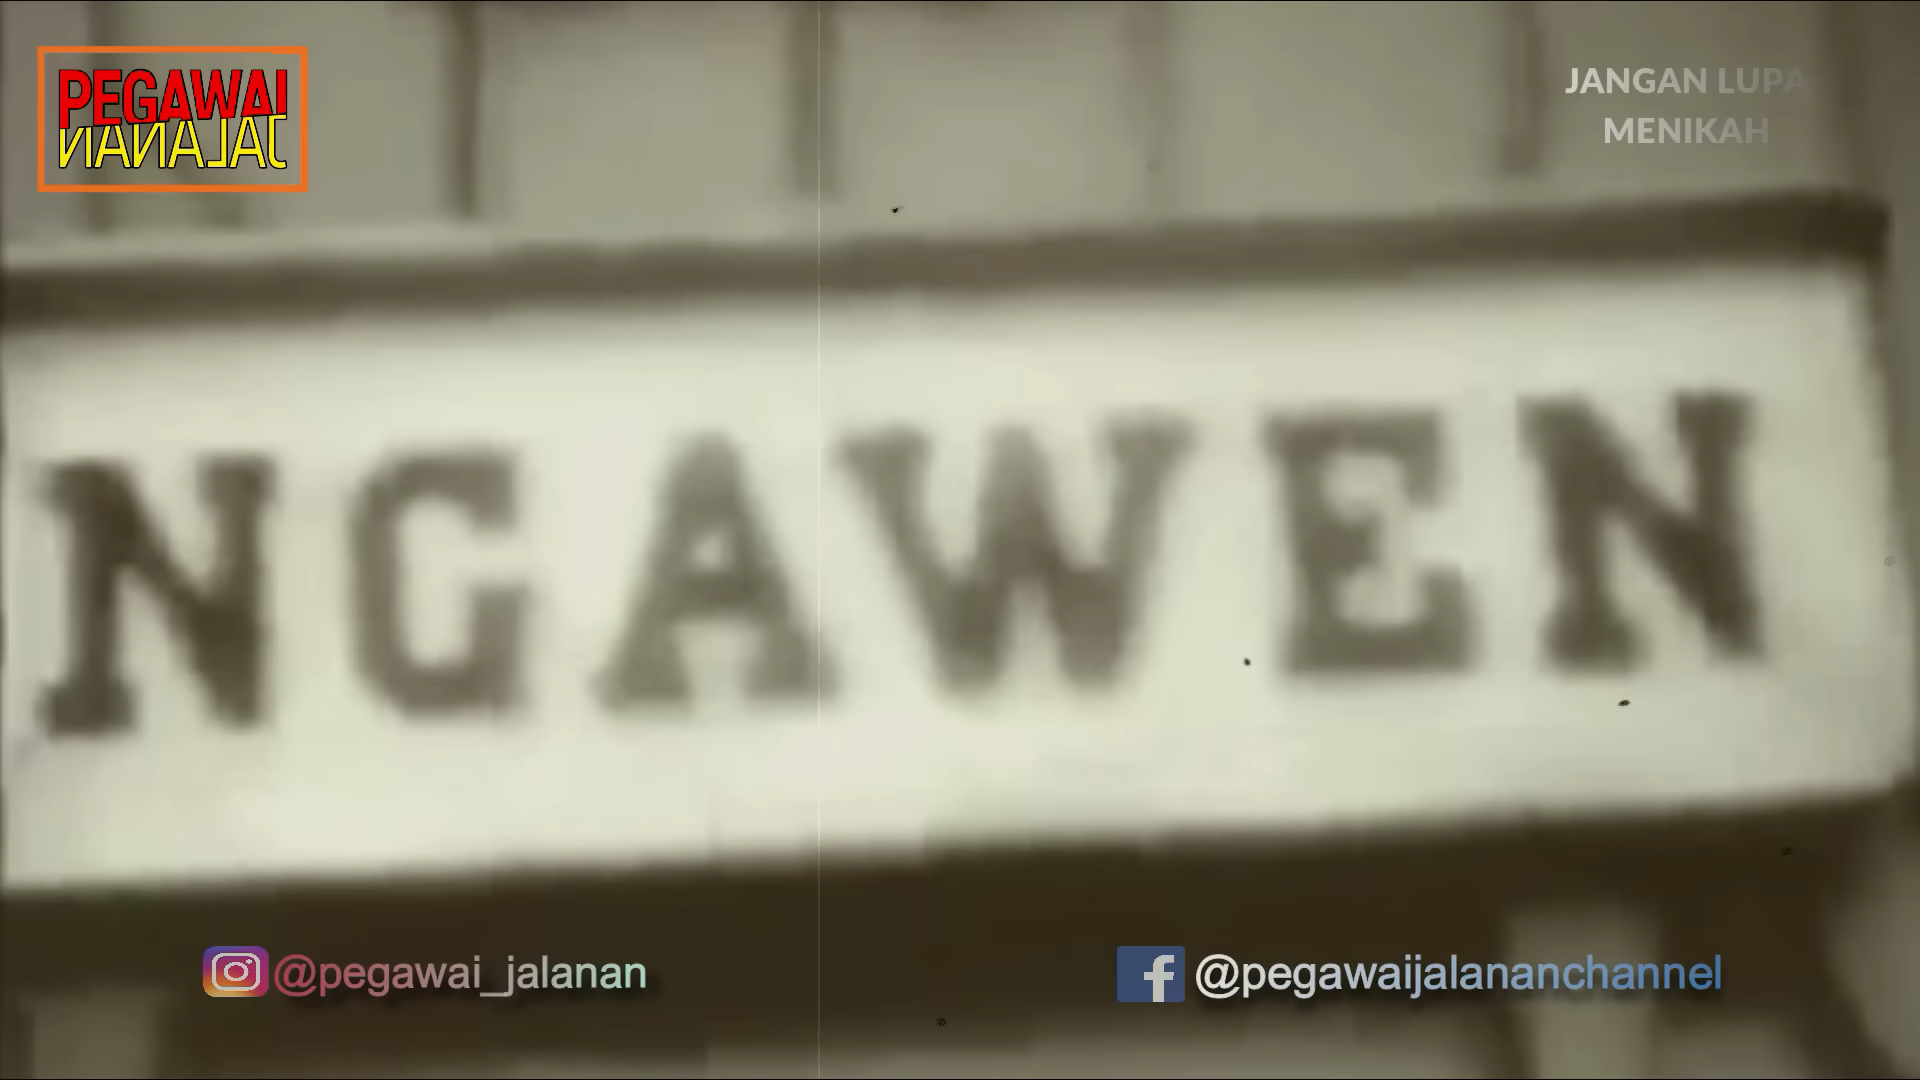 PEGAWAI
JALANAN
JANGAN LUPA
MENIKAH
NGAWEN
@pegawai_jalanan
@pegawaijalananchannel